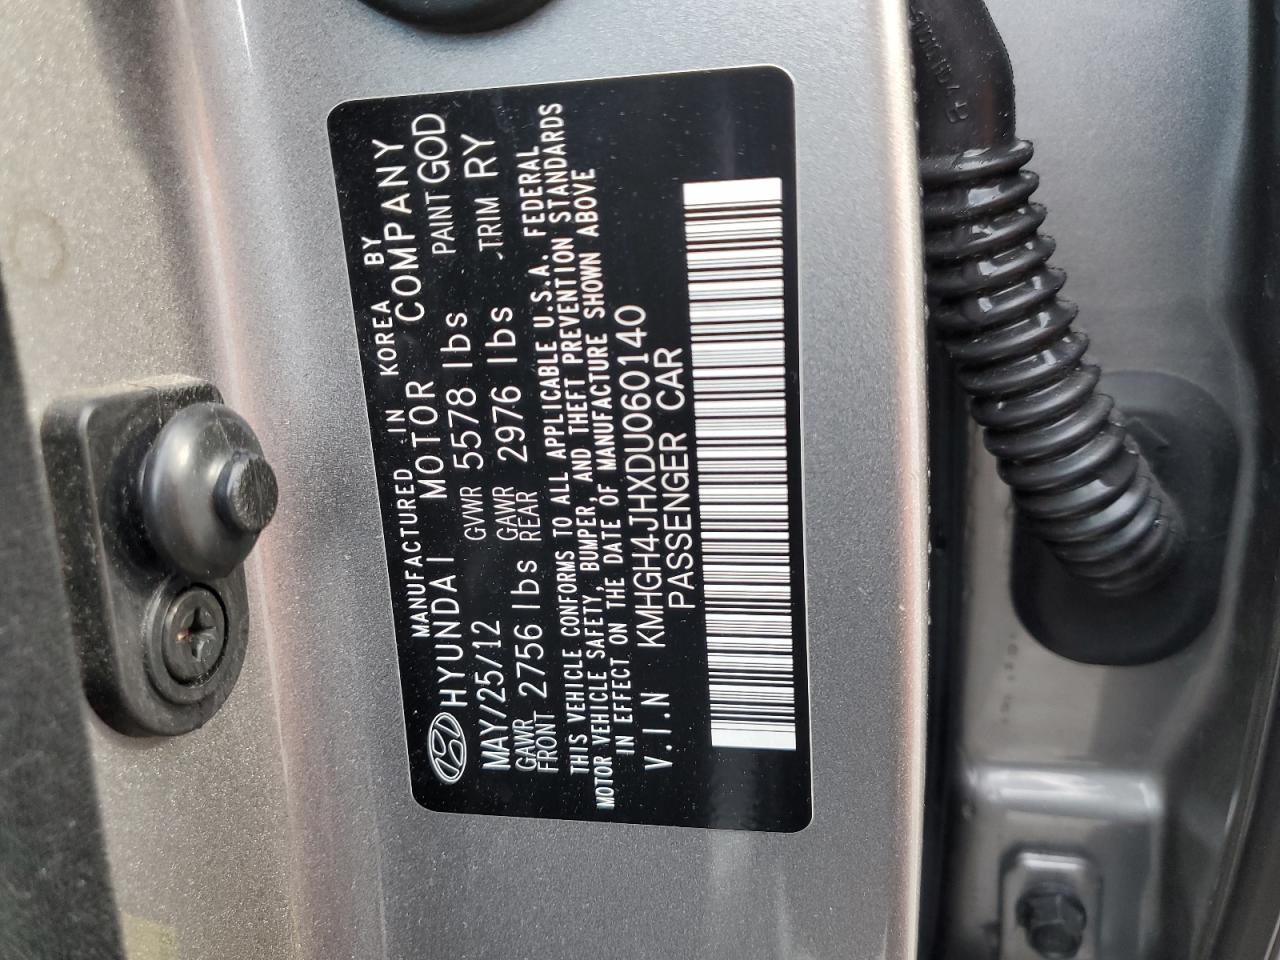 MANUFACTURED IN KOREA BY
HYUNDAI MOTOR COMPANY
MAY/25/12 GVWR 5578 lbs PAINT GOD
GAWR FRONT 2756 lbs GAWR REAR 2976 lbs TRIM RY
THIS VEHICLE CONFORMS TO ALL APPLICABLE U.S.A. FEDERAL
MOTOR VEHICLE SAFETY, BUMPER, AND THEFT PREVENTION STANDARDS
IN EFFECT ON THE DATE OF MANUFACTURE SHOWN ABOVE
V.I.N KMHGH4JHXDU060140
PASSENGER CAR